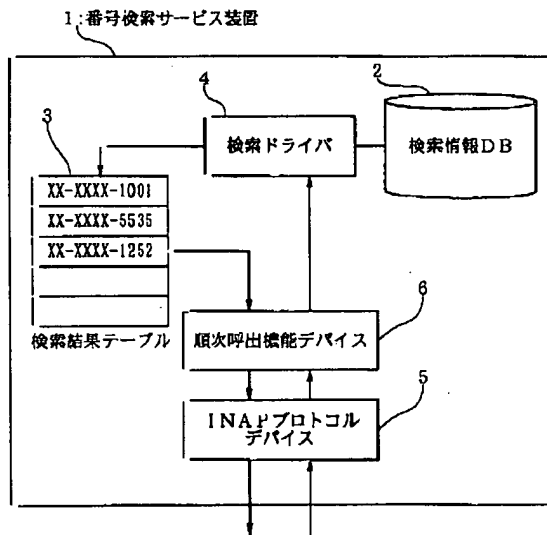 1:番号検索サービス装置
2
4
検索ドライバ
検索情報DB
3
XX-XXXX-1001
XX-XXXX-5535
XX-XXXX-1252
検索結果テーブル
6
順次呼出機能デバイス
5
INAPプロトコル
デバイス